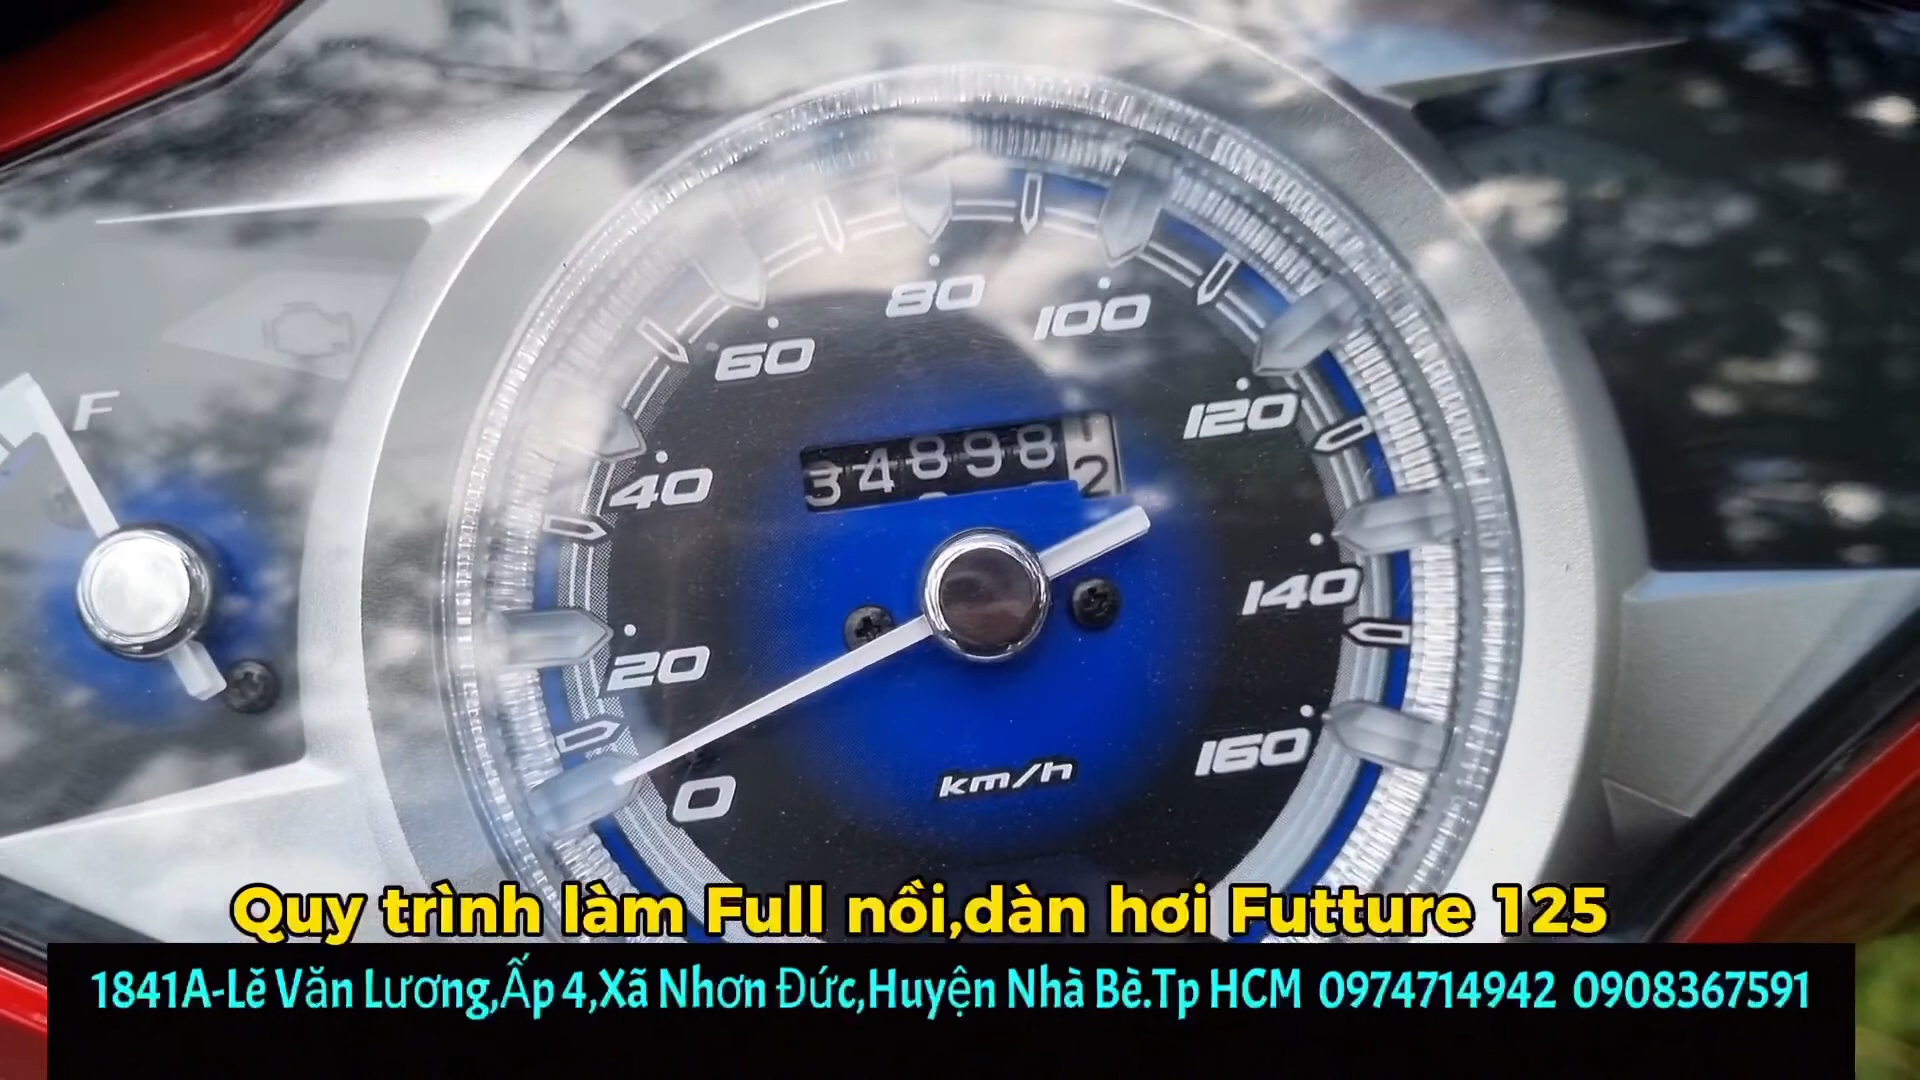 80
100
60
120
34898 2
F
40
140
20
160
km/h
0
Quy trình làm Full nồi,dàn hơi Futture 125
1841A-Lê Văn Lương,Ấp 4,Xã Nhơn Đức,Huyện Nhà Bè.Tp HCM 0974714942 0908367591